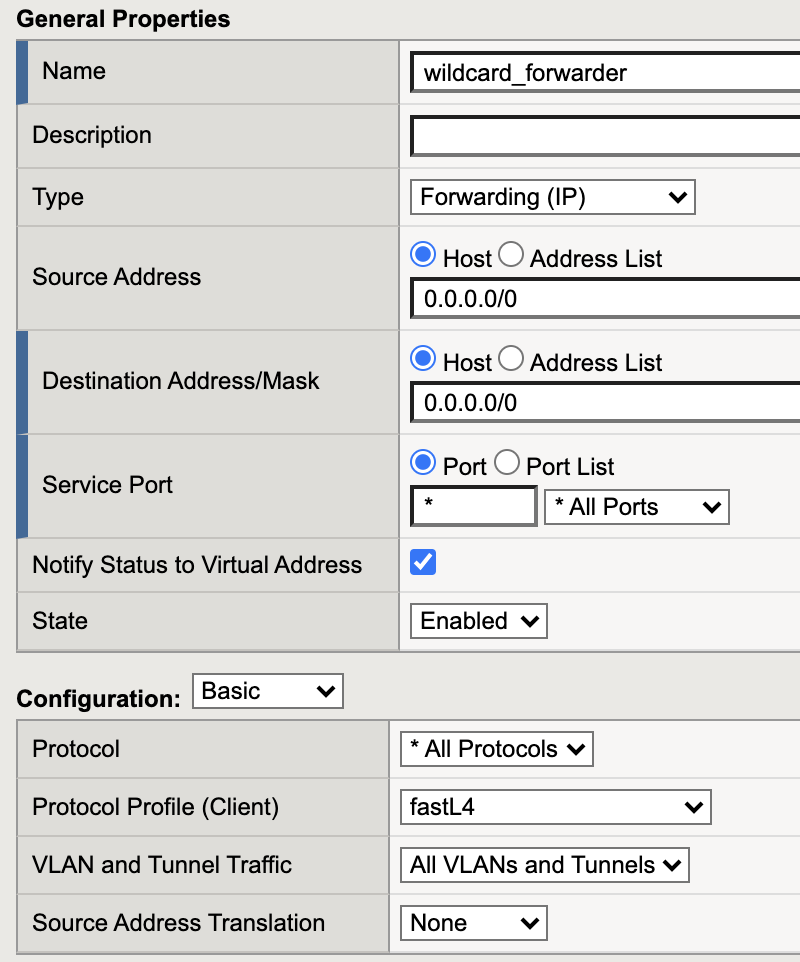 General Properties
Name
wildcard_forwarder
Description
Type
Forwarding (IP)
Source Address
Host Address List
0.0.0.0/0
Destination Address/Mask
Host Address List
0.0.0.0/0
Service Port
Port Port List
* * All Ports
Notify Status to Virtual Address
State
Enabled
Configuration: Basic
Protocol
* All Protocols
Protocol Profile (Client)
fastL4
VLAN and Tunnel Traffic
All VLANs and Tunnels
Source Address Translation
None